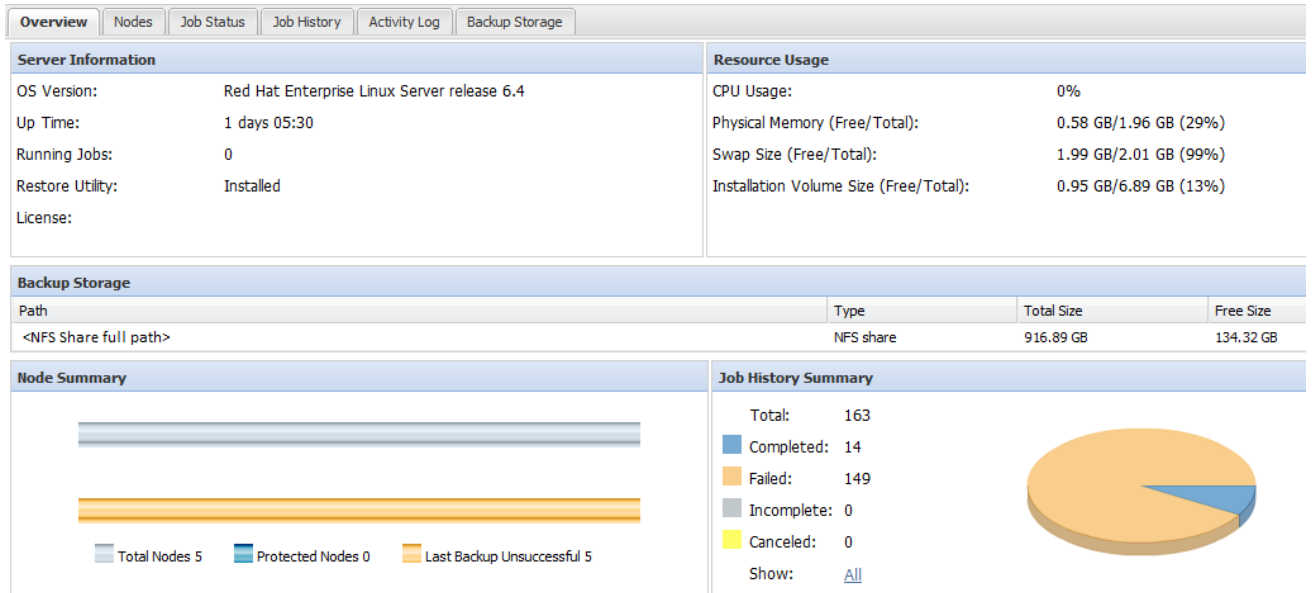 Overview Nodes Job Status Job History Activity Log Backup Storage
Server Information
OS Version: Red Hat Enterprise Linux Server release 6.4
Up Time: 1 days 05:30
Running Jobs: 0
Restore Utility: Installed
License:
Resource Usage
CPU Usage: 0%
Physical Memory (Free/Total): 0.58 GB/1.96 GB (29%)
Swap Size (Free/Total): 1.99 GB/2.01 GB (99%)
Installation Volume Size (Free/Total): 0.95 GB/6.89 GB (13%)
Backup Storage
Path Type Total Size Free Size
<NFS Share full path> NFS share 916.89 GB 134.32 GB
Node Summary
Total Nodes 5 Protected Nodes 0 Last Backup Unsuccessful 5
Job History Summary
Total: 163
Completed: 14
Failed: 149
Incomplete: 0
Canceled: 0
Show: All